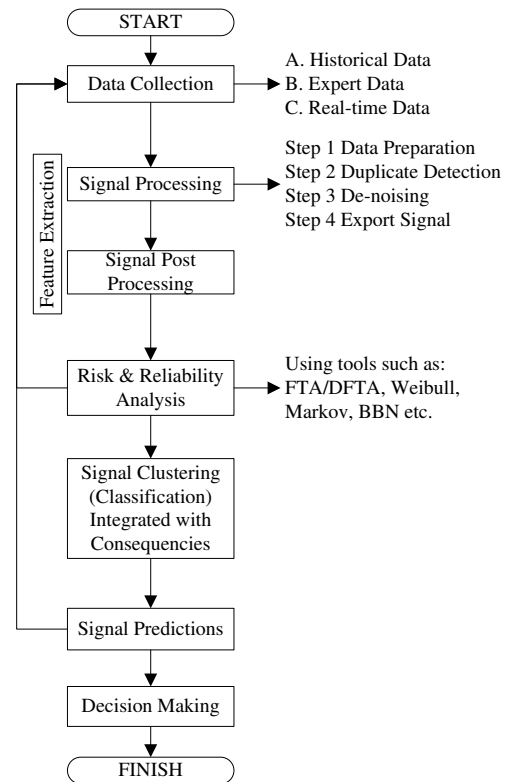 START
Data Collection
A. Historical Data
B. Expert Data
C. Real-time Data
Feature Extraction
Signal Processing
Step 1 Data Preparation
Step 2 Duplicate Detection
Step 3 De-noising
Step 4 Export Signal
Signal Post
Processing
Risk & Reliability
Analysis
Using tools such as:
FTA/DFTA, Weibull,
Markov, BBN etc.
Signal Clustering
(Classification)
Integrated with
Consequencies
Signal Predictions
Decision Making
FINISH